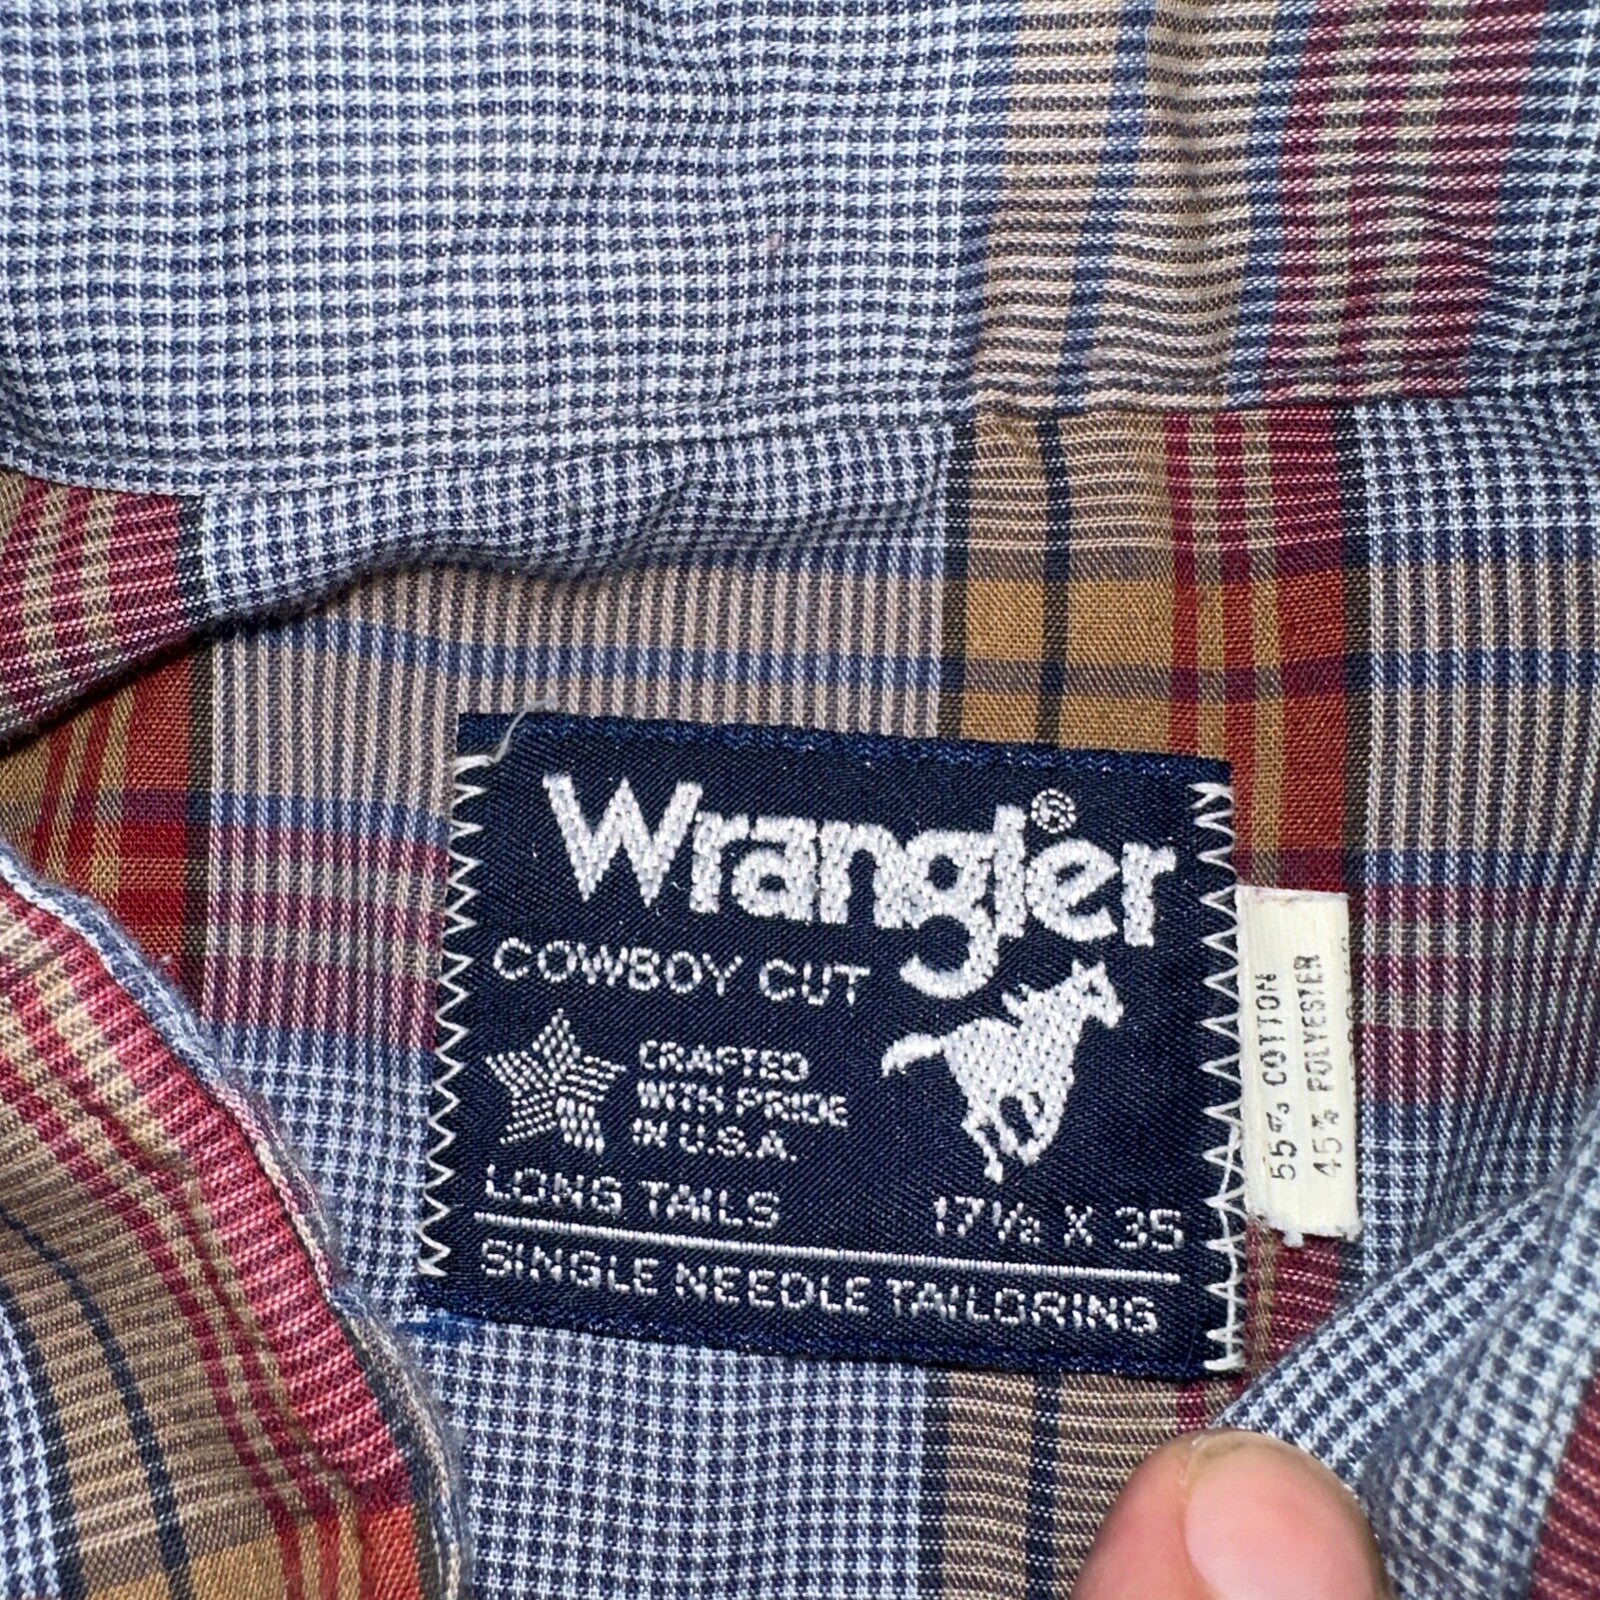 Wrangler®
COWBOY CUT
CRAFTED
WITH PRIDE
IN U.S.A.
LONG TAILS 17½ X 35
SINGLE NEEDLE TAILORING
55% COTTON
45% POLYESTER